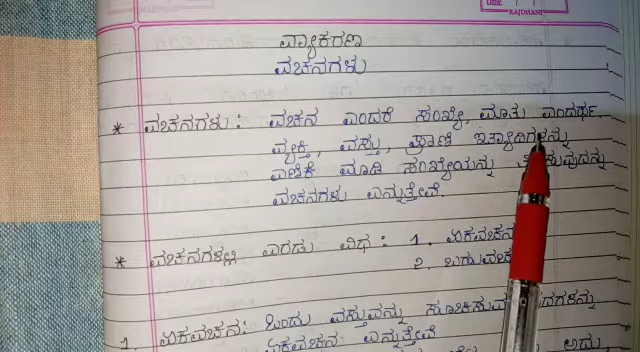 RAJDHANI
ವ್ಯಾಕರಣ
ವಚನಗಳು
* ವಚನಗಳು : ವಚನ ಎಂದರೆ ಸಂಖ್ಯೆ, ಮಾತು ಎಂದರ್ಥ.
ವ್ಯಕ್ತಿ, ವಸ್ತು, ಪ್ರಾಣಿ ಇತ್ಯಾದಿಗಳನ್ನು
ಎಣಿಕೆ ಮಾಡಿ ಸಂಖ್ಯೆಯನ್ನು
ವಚನಗಳು ಎನ್ನುತ್ತೇವೆ.
* ವಚನಗಳಲ್ಲಿ ಎರಡು ವಿಧ : 1. ಏಕವಚನ
2. ಬಹುವಚನ
1. ಏಕವಚನ: ಒಂದು ವಸ್ತುವನ್ನು ಸೂಚಿಸುವ
ಏಕವಚನ ಎನ್ನುತ್ತೇವೆ